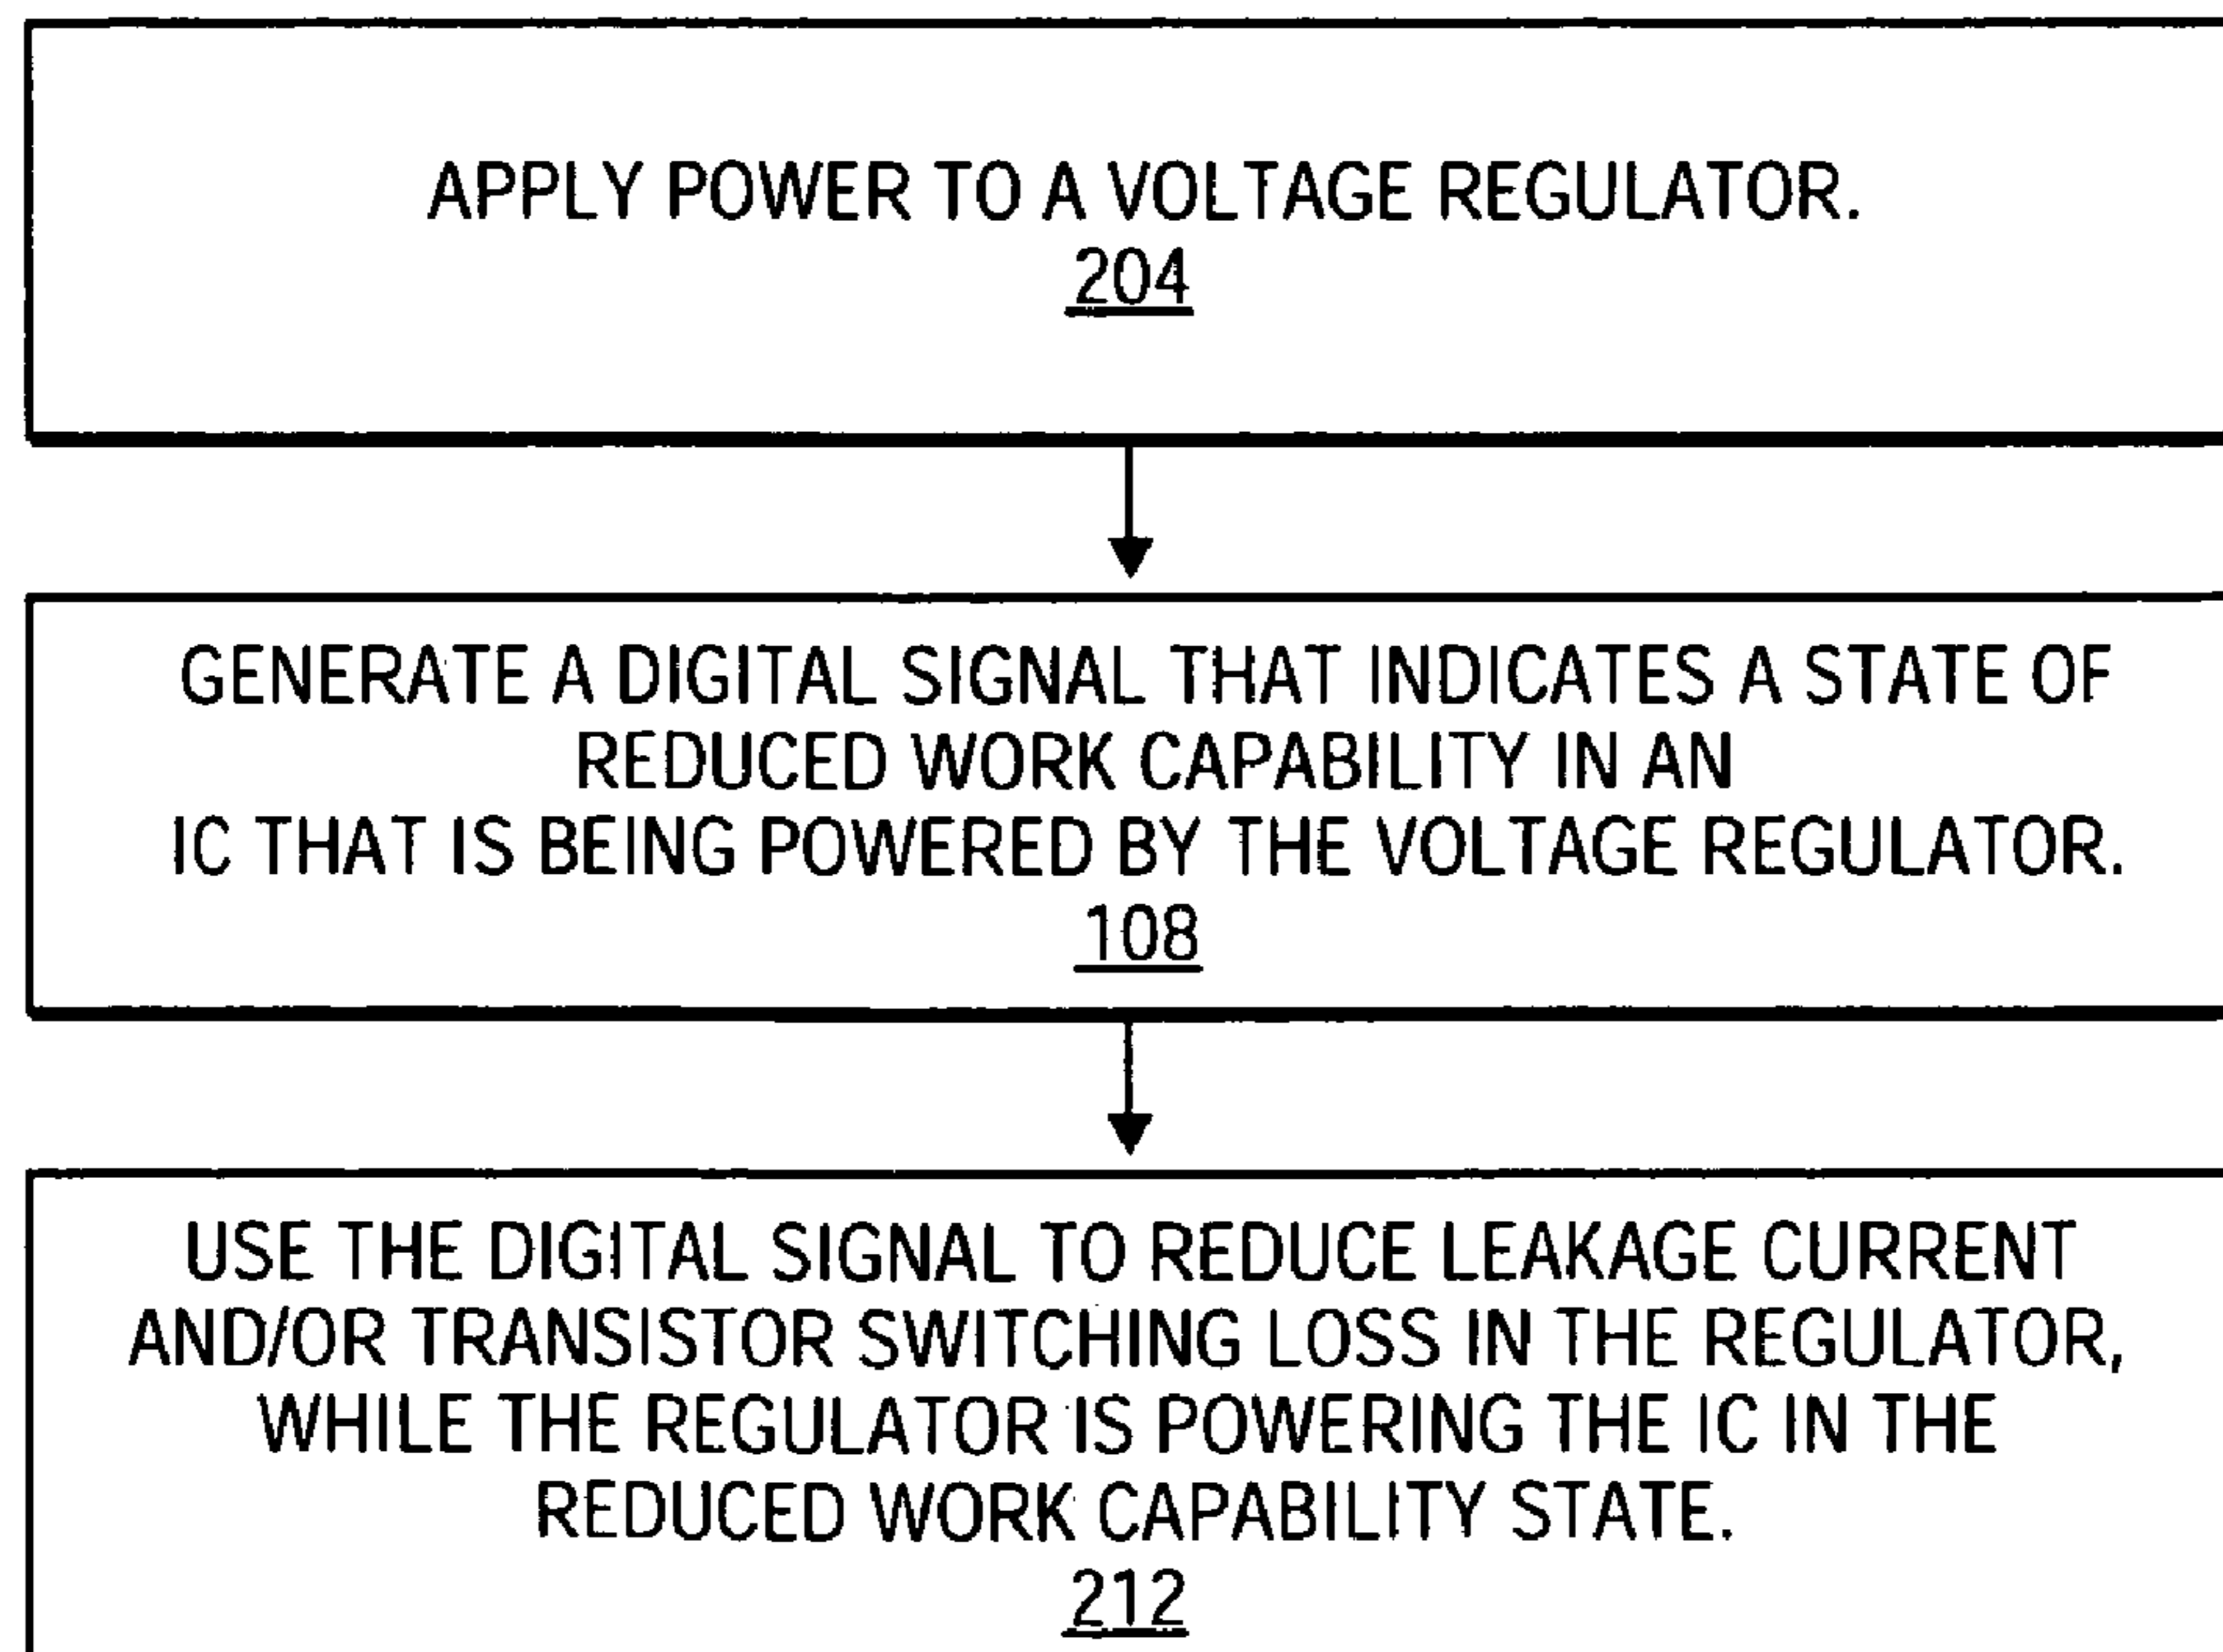 APPLY POWER TO A VOLTAGE REGULATOR.
204
GENERATE A DIGITAL SIGNAL THAT INDICATES A STATE OF
REDUCED WORK CAPABILITY IN AN
IC THAT IS BEING POWERED BY THE VOLTAGE REGULATOR.
108
USE THE DIGITAL SIGNAL TO REDUCE LEAKAGE CURRENT
AND/OR TRANSISTOR SWITCHING LOSS IN THE REGULATOR,
WHILE THE REGULATOR IS POWERING THE IC IN THE
REDUCED WORK CAPABILITY STATE.
212